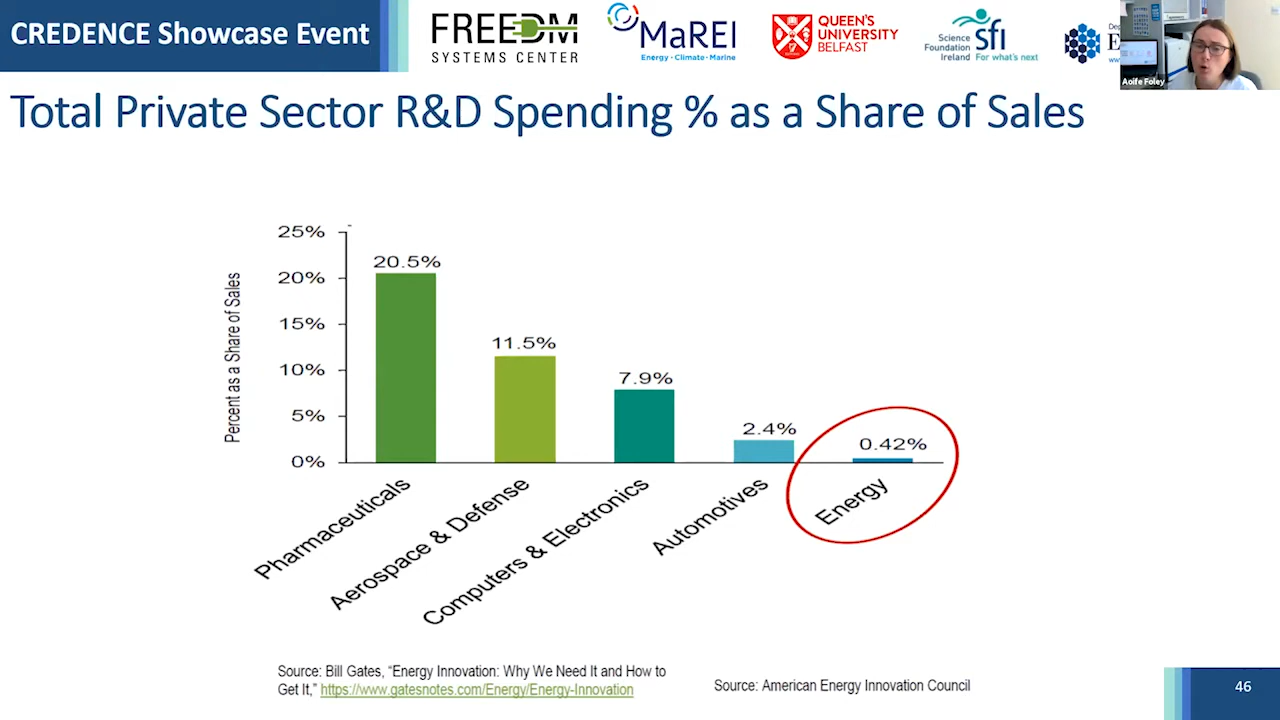 CREDENCE Showcase Event
FREEDM
SYSTEMS CENTER
MaREI
Energy · Climate · Marine
QUEEN'S
UNIVERSITY
BELFAST
Science
Foundation
Ireland
sfi
For what's next
Aoife Foley
Total Private Sector R&D Spending % as a Share of Sales
Percent as a Share of Sales
25%
20%
15%
10%
5%
0%
20.5%
11.5%
7.9%
2.4%
0.42%
Pharmaceuticals
Aerospace & Defense
Computers & Electronics
Automotives
Energy
Source: Bill Gates, “Energy Innovation: Why We Need It and How to
Get It,” https://www.gatesnotes.com/Energy/Energy-Innovation
Source: American Energy Innovation Council
46